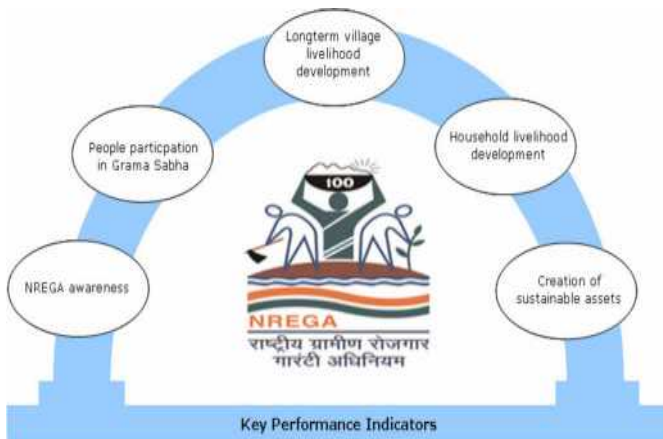 Longterm village
livelihood
development
People particpation
in Grama Sabha
Household livelihood
development
NREGA awareness
Creation of
sustainable assets
100
NREGA
राष्ट्रीय ग्रामीण रोजगार
गारंटी अधिनियम
Key Performance Indicators